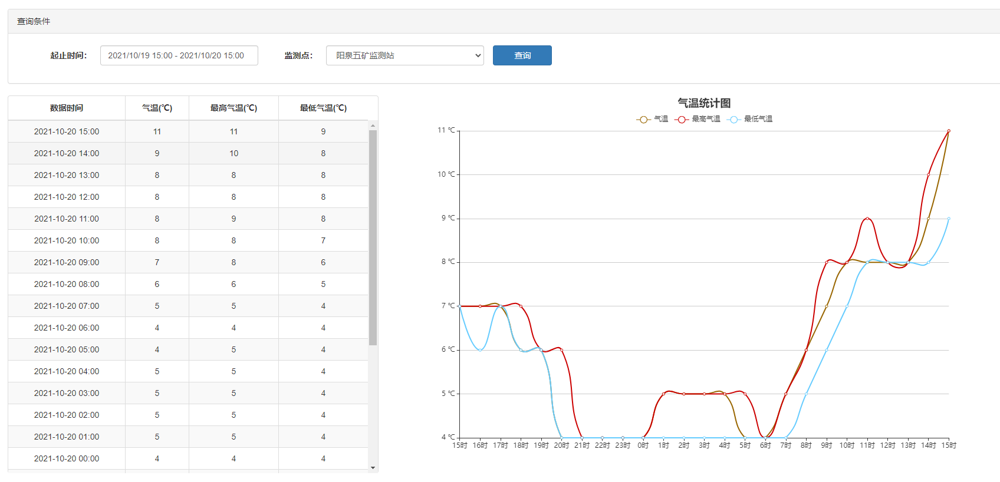 查询条件
起止时间： 2021/10/19 15:00 - 2021/10/20 15:00 监测点： 阳泉五矿监测站 查询
数据时间 气温(℃) 最高气温(℃) 最低气温(℃)
2021-10-20 15:00 11 11 9
2021-10-20 14:00 9 10 8
2021-10-20 13:00 8 8 8
2021-10-20 12:00 8 8 8
2021-10-20 11:00 8 9 8
2021-10-20 10:00 8 8 7
2021-10-20 09:00 7 8 6
2021-10-20 08:00 6 6 5
2021-10-20 07:00 5 5 4
2021-10-20 06:00 4 4 4
2021-10-20 05:00 4 5 4
2021-10-20 04:00 5 5 4
2021-10-20 03:00 5 5 4
2021-10-20 02:00 5 5 4
2021-10-20 01:00 5 5 4
2021-10-20 00:00 4 4 4
气温统计图
气温 最高气温 最低气温
11 ℃
10 ℃
9 ℃
8 ℃
7 ℃
6 ℃
5 ℃
4 ℃
15时 16时 17时 18时 19时 20时 21时 22时 23时 0时 1时 2时 3时 4时 5时 6时 7时 8时 9时 10时 11时 12时 13时 14时 15时